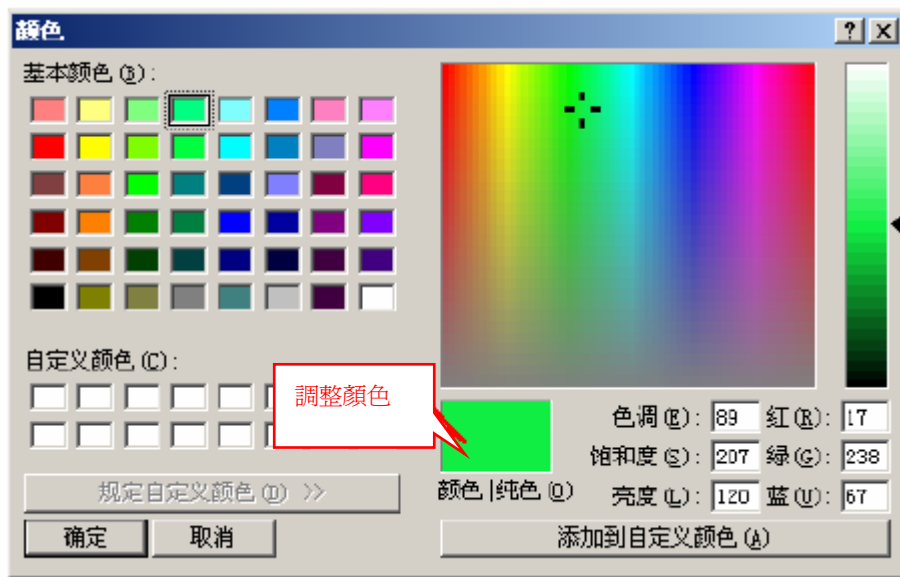 颜色
基本颜色(B):
自定义颜色(C):
調整顏色
规定自定义颜色(D) >>
确定
取消
颜色|纯色(O)
色调(E): 89
红(R): 17
饱和度(S): 207
绿(G): 238
亮度(L): 120
蓝(U): 67
添加到自定义颜色(A)